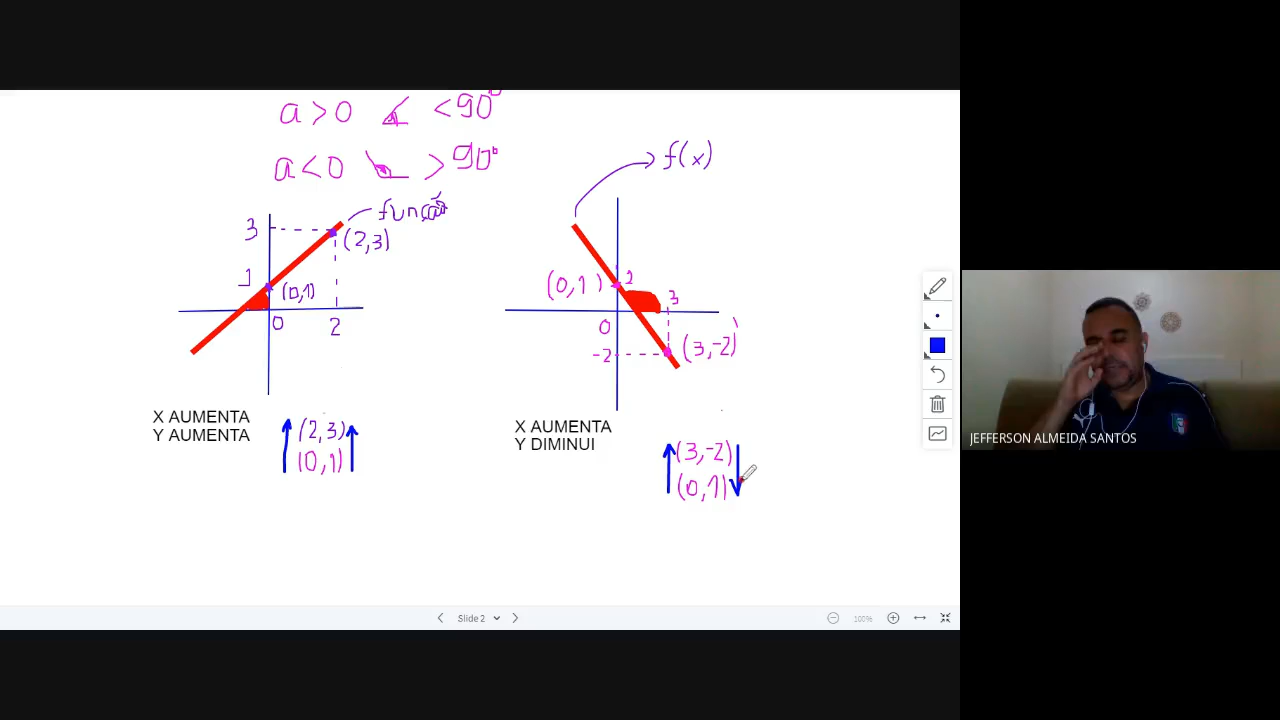 a > 0 < 90°
a < 0 > 90°
f(x)
função
3
(2,3)
1
(0,1)
0
2
(0,1)
2
3
0
-2
(3,-2)
X AUMENTA
Y AUMENTA
(2,3)
(0,1)
X AUMENTA
Y DIMINUI
(3,-2)
(0,1)
JEFFERSON ALMEIDA SANTOS
Slide 2
100%